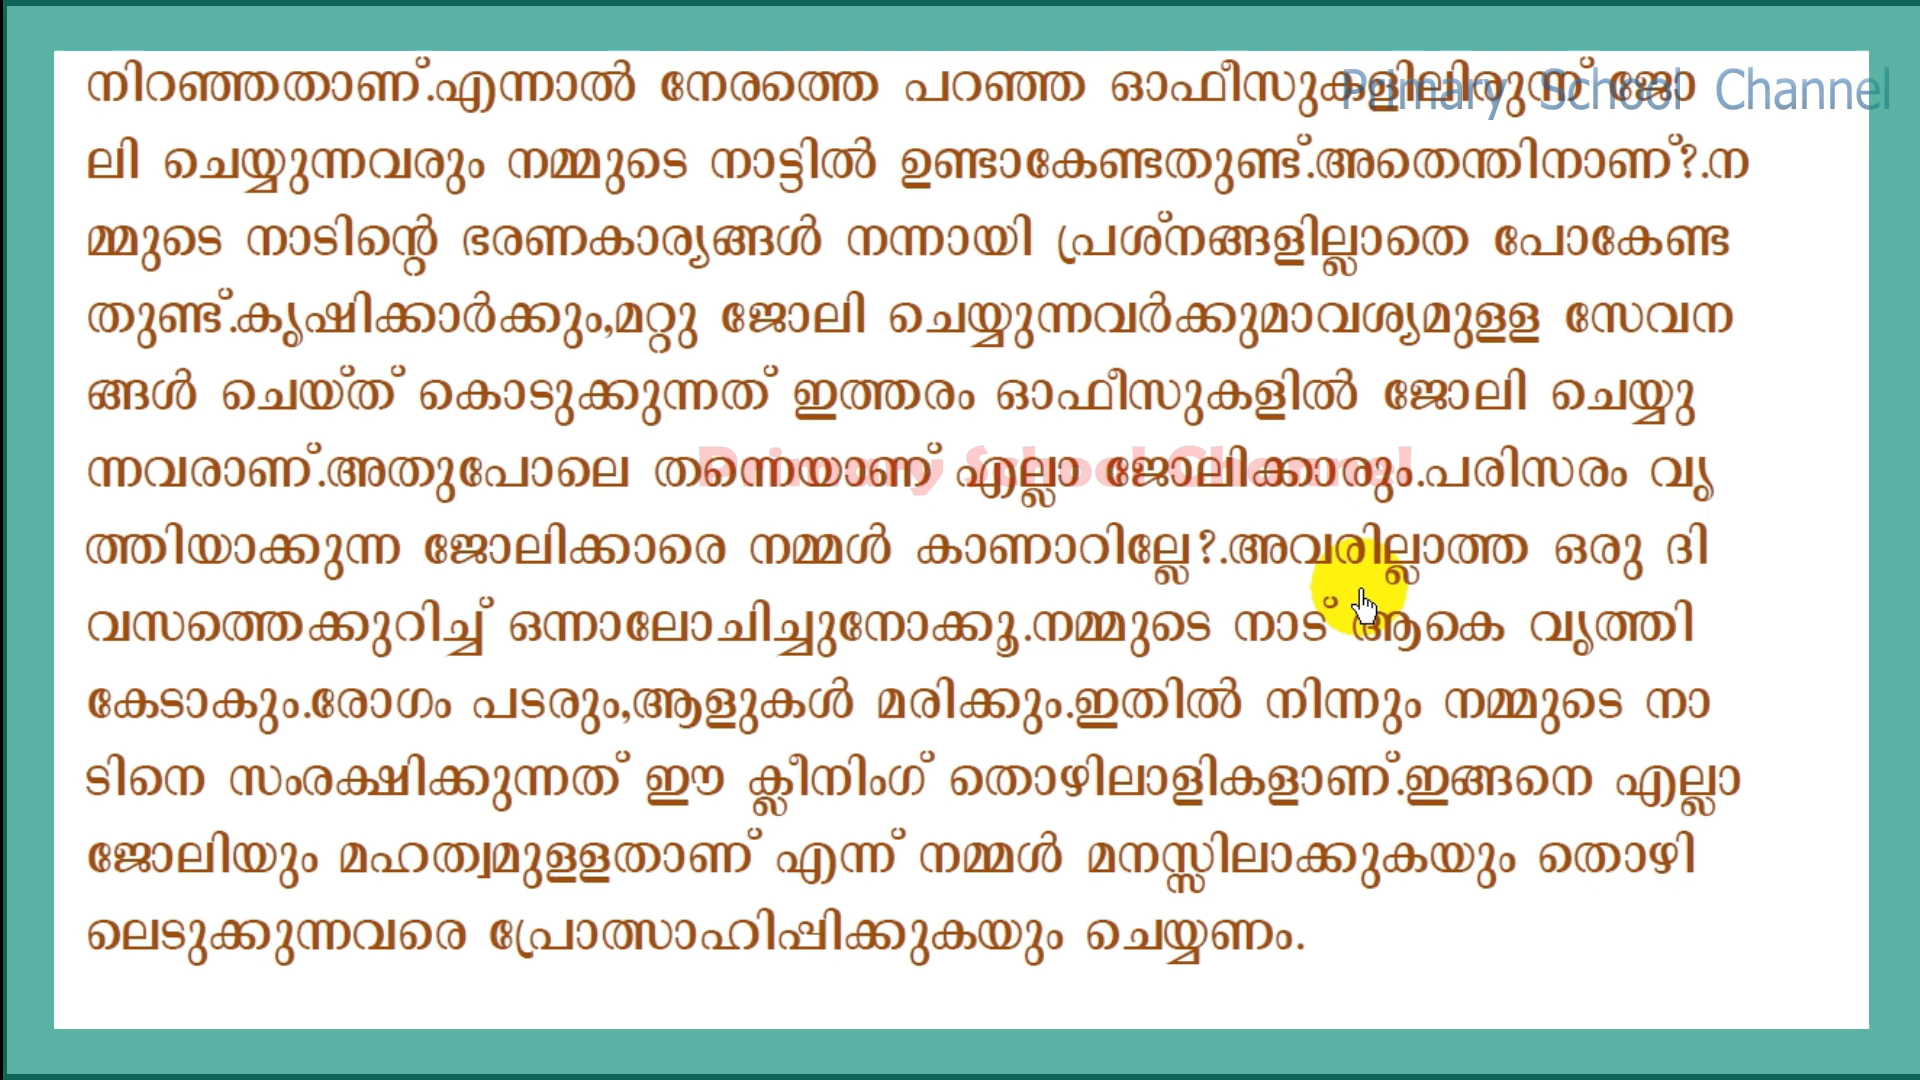 നിറഞ്ഞതാണ്.എന്നാൽ നേരത്തെ പറഞ്ഞ ഓഫീസുകളിലിരുന്ന് ജോ
Primary School Channel
ലി ചെയ്യുന്നവരും നമ്മുടെ നാട്ടിൽ ഉണ്ടാകേണ്ടതുണ്ട്.അതെന്തിനാണ്?.ന
മ്മുടെ നാടിന്റെ ഭരണകാര്യങ്ങൾ നന്നായി പ്രശ്നങ്ങളില്ലാതെ പോകേണ്ട
തുണ്ട്.കൃഷിക്കാർക്കും,മറ്റു ജോലി ചെയ്യുന്നവർക്കുമാവശ്യമുള്ള സേവന
ങ്ങൾ ചെയ്ത് കൊടുക്കുന്നത് ഇത്തരം ഓഫീസുകളിൽ ജോലി ചെയ്യു
ന്നവരാണ്.അതുപോലെ തന്നെയാണ് എല്ലാ ജോലിക്കാരും.പരിസരം വൃ
Primary School Channel
ത്തിയാക്കുന്ന ജോലിക്കാരെ നമ്മൾ കാണാറില്ലേ?.അവരില്ലാത്ത ഒരു ദി
വസത്തെക്കുറിച്ച് ഒന്നാലോചിച്ചുനോക്കൂ.നമ്മുടെ നാട് ആകെ വൃത്തി
കേടാകും.രോഗം പടരും,ആളുകൾ മരിക്കും.ഇതിൽ നിന്നും നമ്മുടെ നാ
ടിനെ സംരക്ഷിക്കുന്നത് ഈ ക്ലീനിംഗ് തൊഴിലാളികളാണ്.ഇങ്ങനെ എല്ലാ
ജോലിയും മഹത്വമുള്ളതാണ് എന്ന് നമ്മൾ മനസ്സിലാക്കുകയും തൊഴി
ലെടുക്കുന്നവരെ പ്രോത്സാഹിപ്പിക്കുകയും ചെയ്യണം.